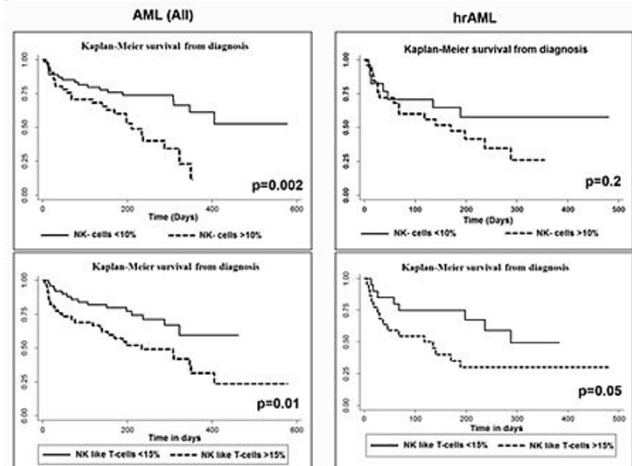 AML (All)
hrAML
Kaplan-Meier survival from diagnosis
1.00
0.75
0.50
0.25
0.00
p=0.002
0 200 400 600
Time (Days)
NK- cells <10% NK- cells >10%
Kaplan-Meier survival from diagnosis
1.00
0.75
0.50
0.25
0.00
p=0.2
0 100 200 300 400 500
Time (Days)
NK- cells <10% NK- cells >10%
Kaplan-Meier survival from diagnosis
1.00
0.75
0.50
0.25
0.00
p=0.01
0 200 400 600
Time in days
NK like T-cells <15% NK like T-cells >15%
Kaplan-Meier survival from diagnosis
1.00
0.75
0.50
0.25
0.00
p=0.05
0 100 200 300 400 500
Time in days
NK like T-cells <15% NK like T-cells >15%